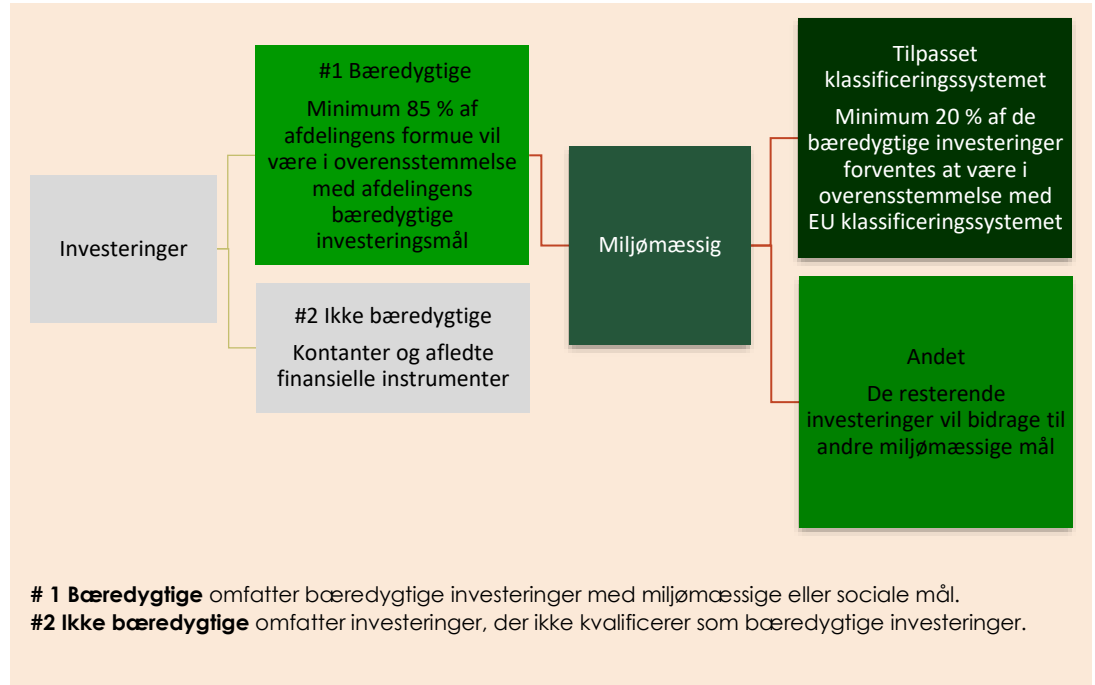 Investeringer
#1 Bæredygtige
Minimum 85 % af
afdelingens formue vil
være i overensstemmelse
med afdelingens
bæredygtige
investeringsmål
#2 Ikke bæredygtige
Kontanter og afledte
finansielle instrumenter
Miljømæssig
Tilpasset
klassificeringssystemet
Minimum 20 % af de
bæredygtige investeringer
forventes at være i
overensstemmelse med
EU klassificeringssystemet
Andet
De resterende
investeringer vil bidrage til
andre miljømæssige mål
# 1 Bæredygtige omfatter bæredygtige investeringer med miljømæssige eller sociale mål.
#2 Ikke bæredygtige omfatter investeringer, der ikke kvalificerer som bæredygtige investeringer.